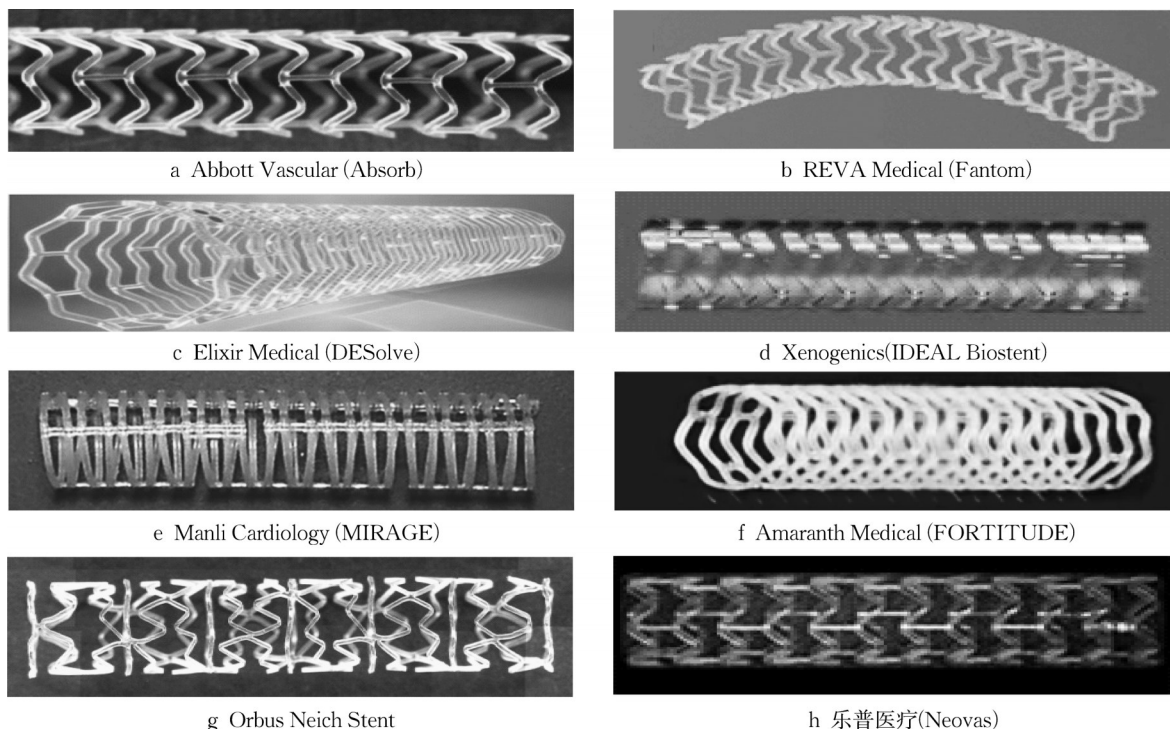 a Abbott Vascular (Absorb)
b REVA Medical (Fantom)
c Elixir Medical (DESolve)
d Xenogenics(IDEAL Biostent)
e Manli Cardiology (MIRAGE)
f Amaranth Medical (FORTITUDE)
g Orbus Neich Stent
h 乐普医疗(Neovas)